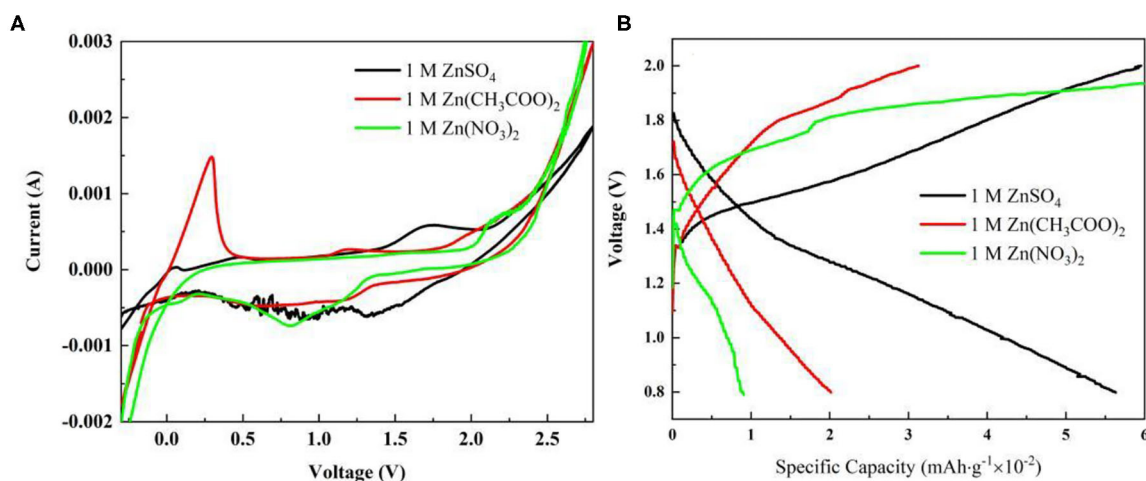 A
0.003
0.002
0.001
0.000
-0.001
-0.002
Current (A)
1 M ZnSO₄
1 M Zn(CH₃COO)₂
1 M Zn(NO₃)₂
0.0 0.5 1.0 1.5 2.0 2.5
Voltage (V)
B
2.0
1.8
1.6
1.4
1.2
1.0
0.8
Voltage (V)
1 M ZnSO₄
1 M Zn(CH₃COO)₂
1 M Zn(NO₃)₂
0 1 2 3 4 5 6
Specific Capacity (mAh·g⁻¹×10⁻²)